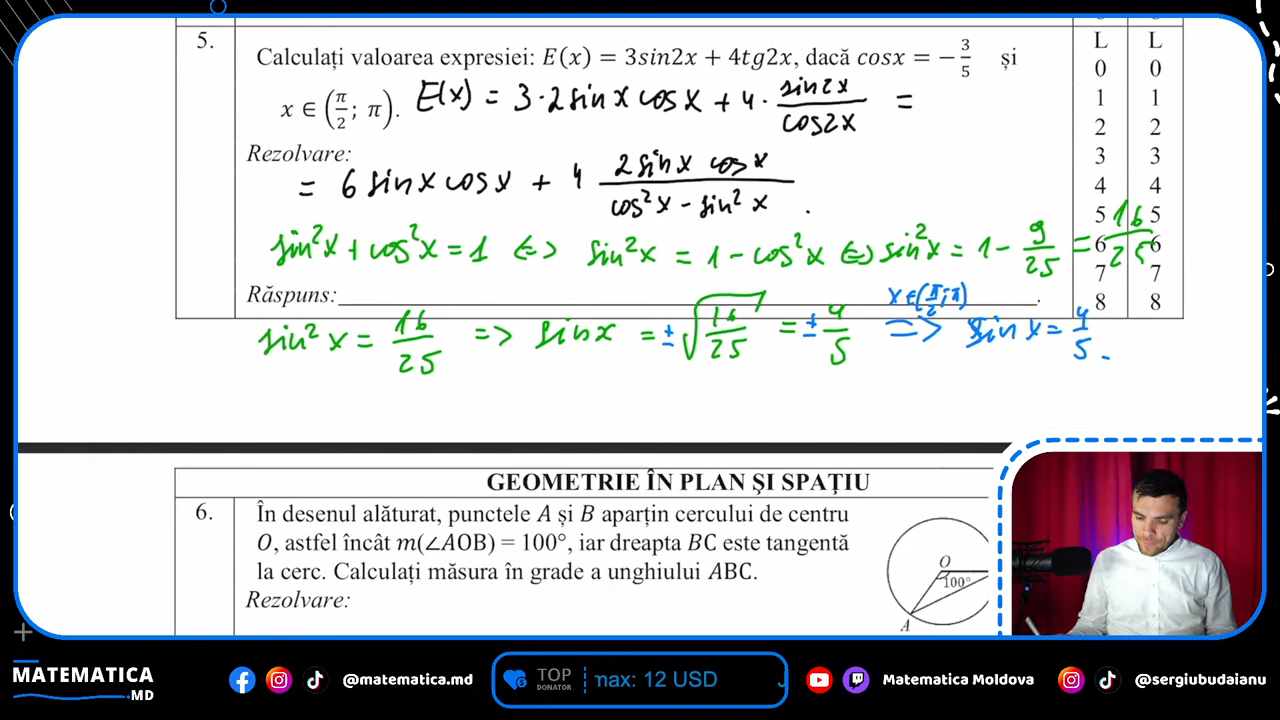 5.
Calculați valoarea expresiei: E(x) = 3sin2x + 4tg2x, dacă cosx = −3/5 și
x ∈ (π/2; π). E(x) = 3·2sinx cosx + 4· sin2x/cos2x =
Rezolvare:
= 6 sinx cosx + 4 2sinx cosx/cos²x − sin²x .
sin²x + cos²x = 1 <=> sin²x = 1 − cos²x <=> sin²x = 1 − 9/25 = 16/25
Răspuns: .
x ∈ (π/2; π)
sin²x = 16/25 => sinx = ±√16/25 = ±4/5 => sinx = 4/5 .
L L
0 0
1 1
2 2
3 3
4 4
5 5
6 6
7 7
8 8
GEOMETRIE ÎN PLAN ȘI SPAȚIU
6.
În desenul alăturat, punctele A și B aparțin cercului de centru
O, astfel încât m(∠AOB) = 100°, iar dreapta BC este tangentă
la cerc. Calculați măsura în grade a unghiului ABC.
Rezolvare:
O
100°
A
MATEMATICA
.MD
@matematica.md
TOP
DONATOR
max: 12 USD
Matematica Moldova
@sergiubudaianu